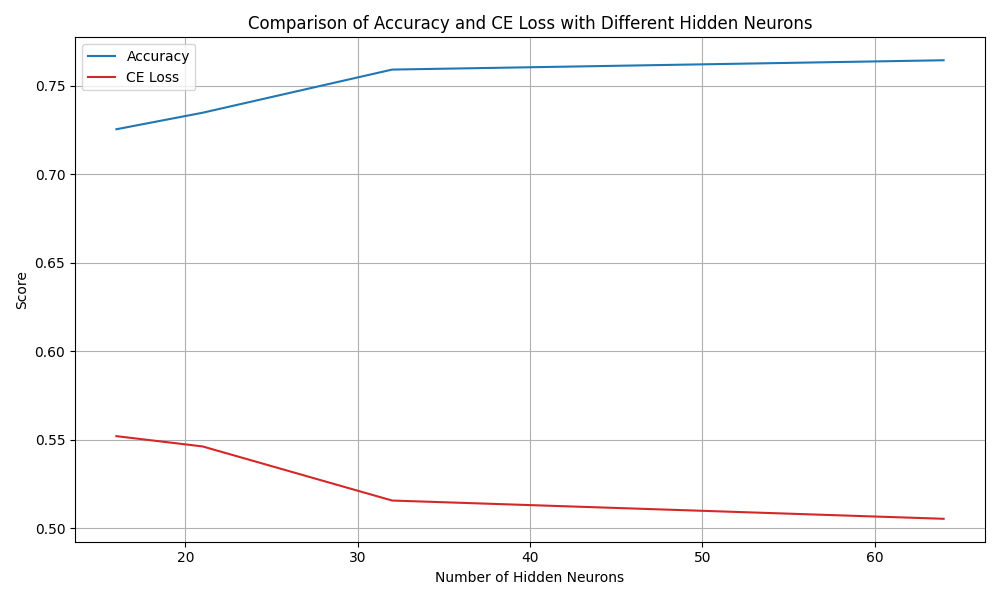 Comparison of Accuracy and CE Loss with Different Hidden Neurons
Accuracy
CE Loss
Score
0.75
0.70
0.65
0.60
0.55
0.50
20 30 40 50 60
Number of Hidden Neurons